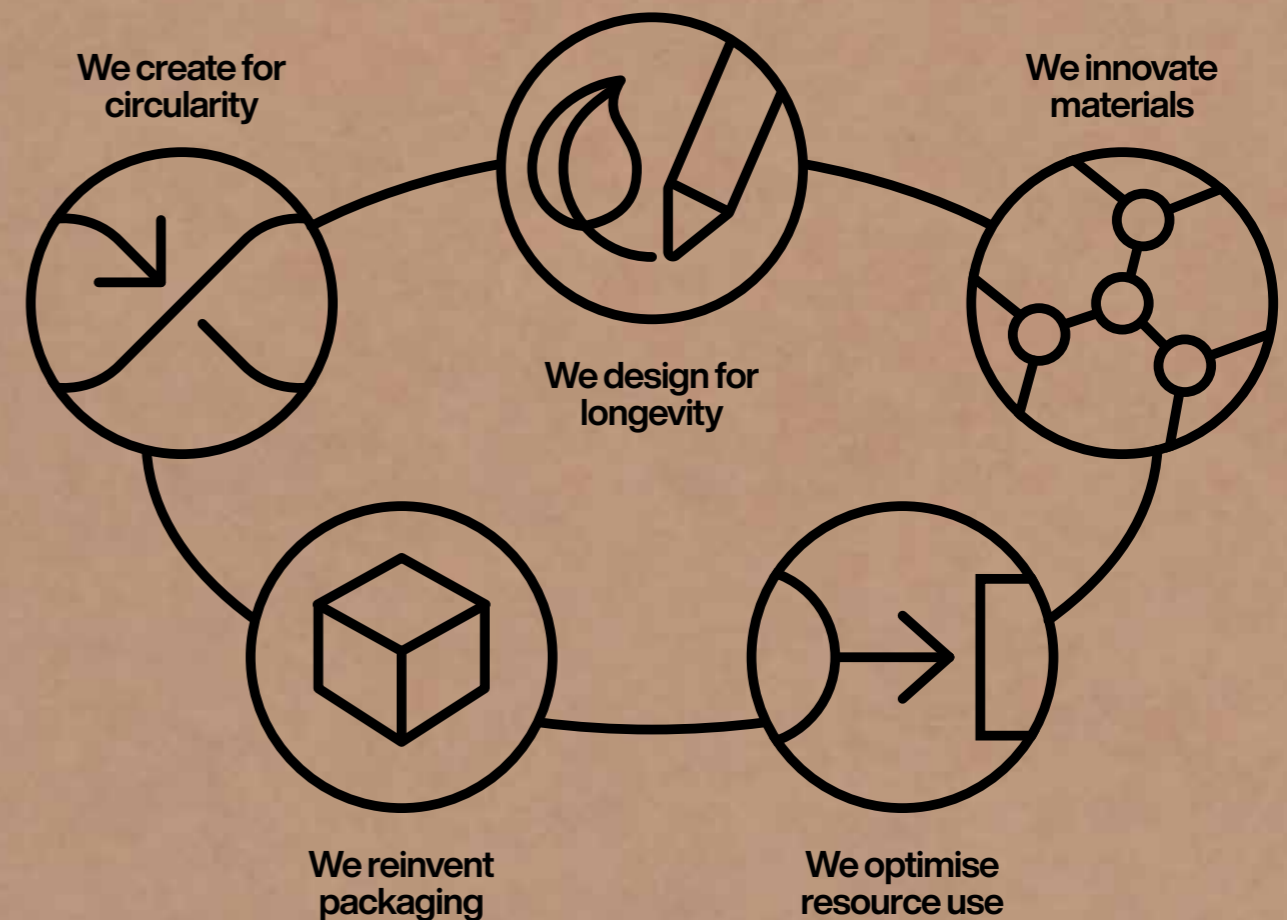 We create for
circularity
We design for
longevity
We innovate
materials
We reinvent
packaging
We optimise
resource use